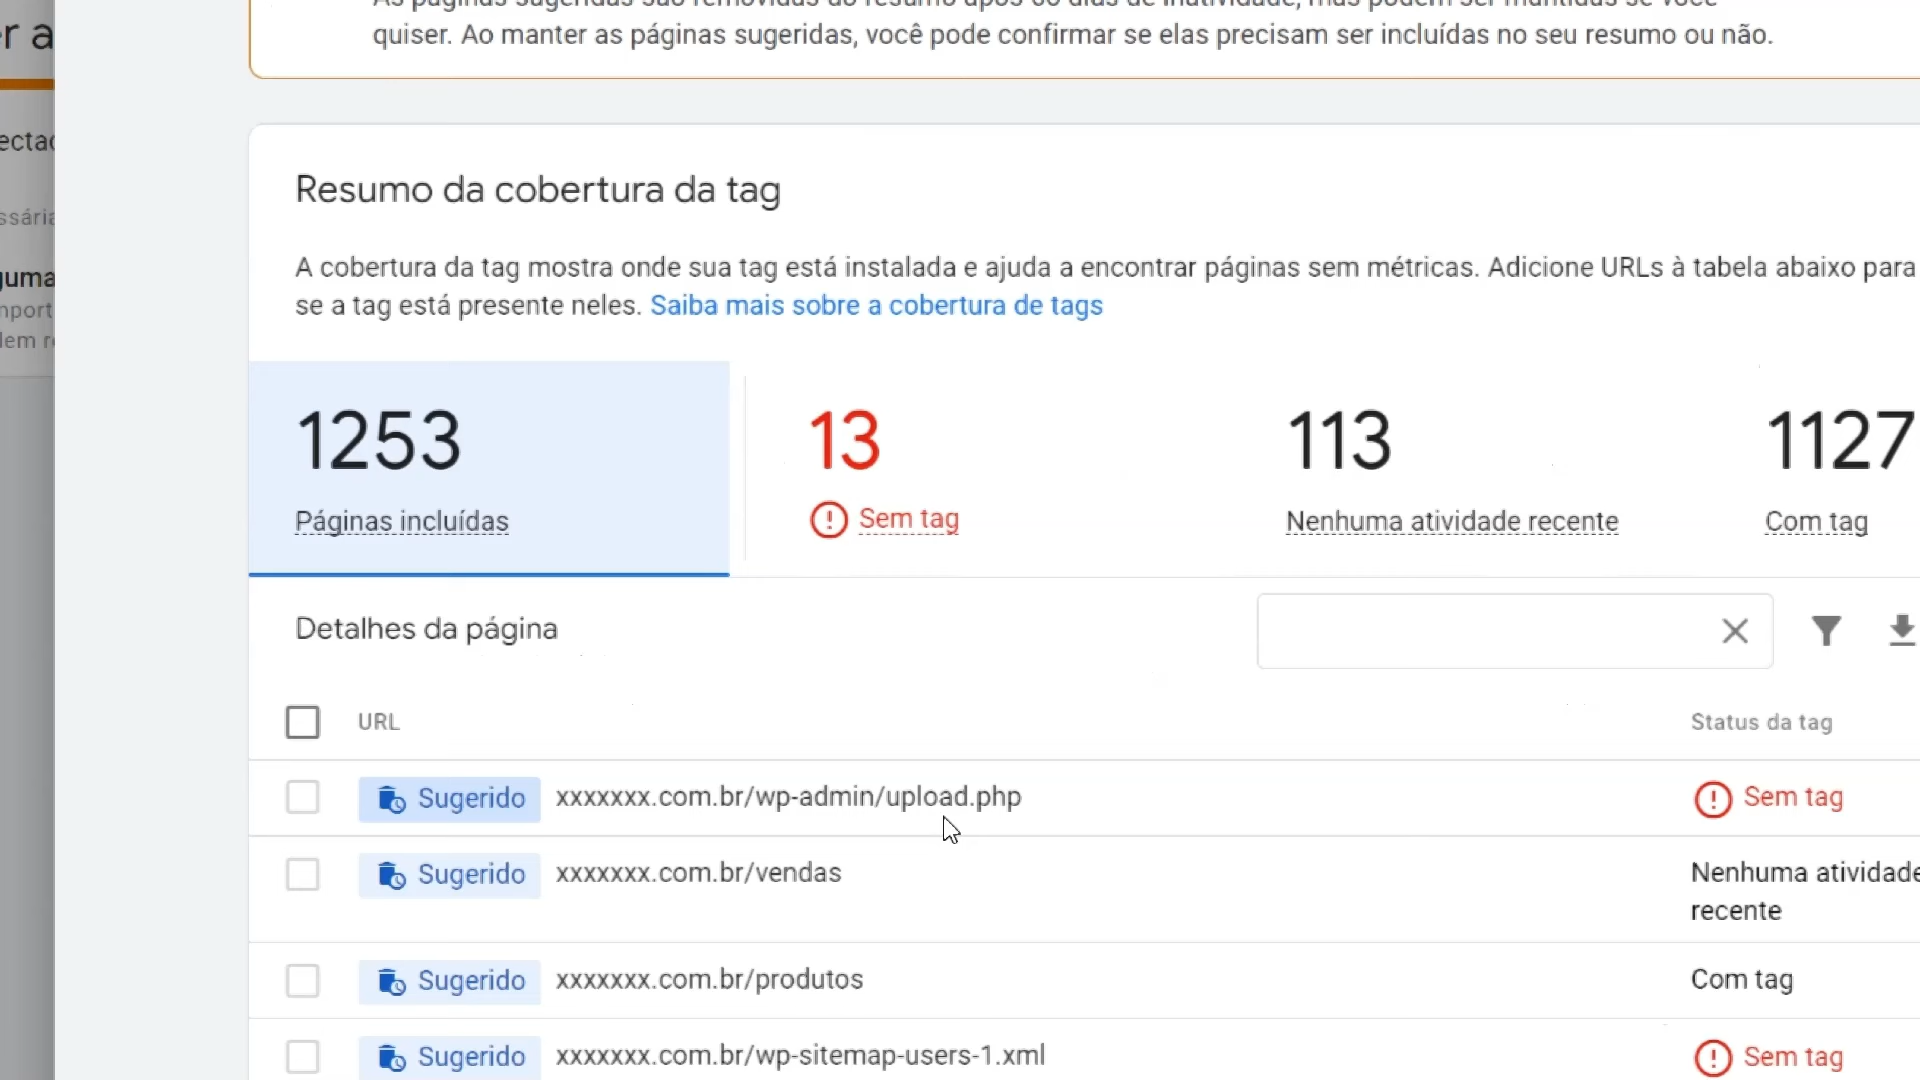 quiser. Ao manter as páginas sugeridas, você pode confirmar se elas precisam ser incluídas no seu resumo ou não.
Resumo da cobertura da tag
A cobertura da tag mostra onde sua tag está instalada e ajuda a encontrar páginas sem métricas. Adicione URLs à tabela abaixo para
se a tag está presente neles. Saiba mais sobre a cobertura de tags
1253
Páginas incluídas
13
Sem tag
113
Nenhuma atividade recente
1127
Com tag
Detalhes da página
URL
Status da tag
Sugerido xxxxxxx.com.br/wp-admin/upload.php Sem tag
Sugerido xxxxxxx.com.br/vendas Nenhuma atividade
recente
Sugerido xxxxxxx.com.br/produtos Com tag
Sugerido xxxxxxx.com.br/wp-sitemap-users-1.xml Sem tag